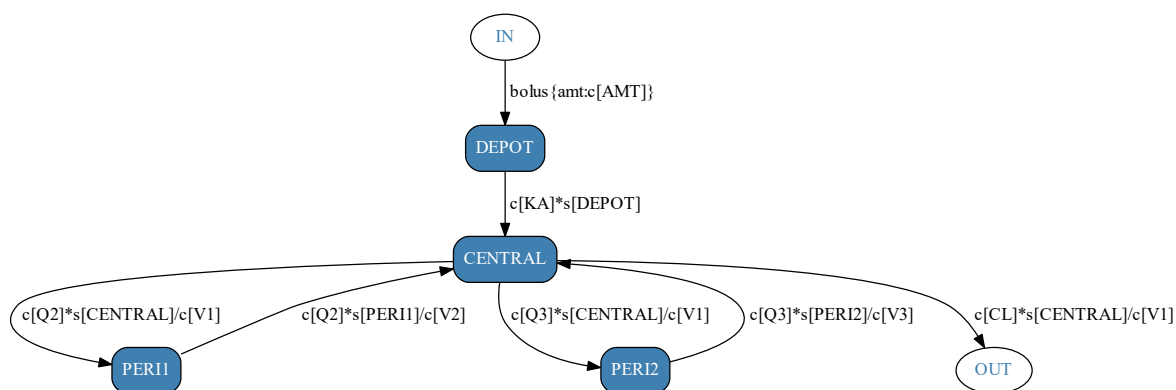 IN
bolus{amt:c[AMT]}
DEPOT
c[KA]*s[DEPOT]
CENTRAL
c[Q2]*s[CENTRAL]/c[V1]
c[Q2]*s[PERI1]/c[V2]
c[Q3]*s[CENTRAL]/c[V1]
c[Q3]*s[PERI2]/c[V3]
c[CL]*s[CENTRAL]/c[V1]
PERI1
PERI2
OUT